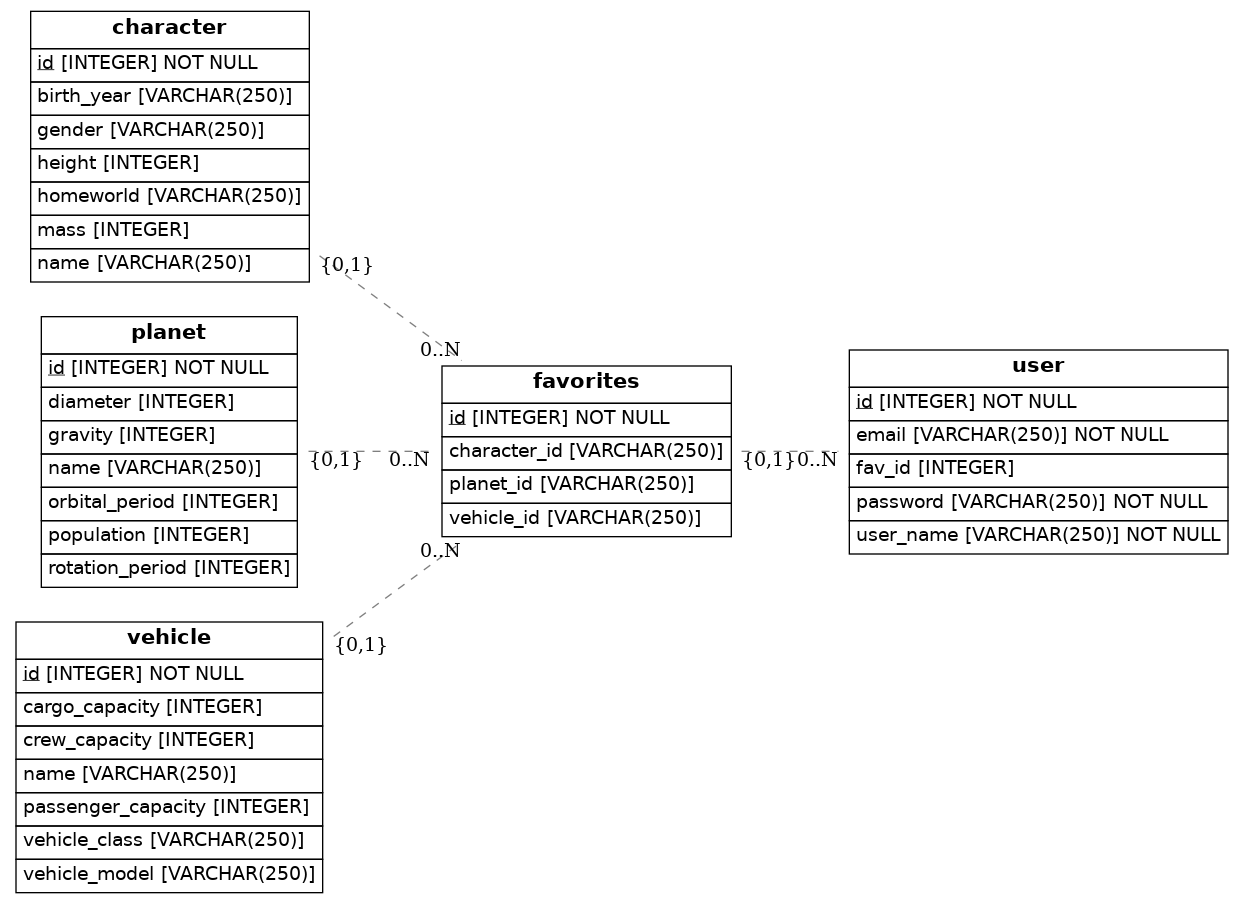 character
id [INTEGER] NOT NULL
birth_year [VARCHAR(250)]
gender [VARCHAR(250)]
height [INTEGER]
homeworld [VARCHAR(250)]
mass [INTEGER]
name [VARCHAR(250)]
{0,1}
0..N
planet
id [INTEGER] NOT NULL
diameter [INTEGER]
gravity [INTEGER]
name [VARCHAR(250)]
orbital_period [INTEGER]
population [INTEGER]
rotation_period [INTEGER]
{0,1}
0..N
favorites
id [INTEGER] NOT NULL
character_id [VARCHAR(250)]
planet_id [VARCHAR(250)]
vehicle_id [VARCHAR(250)]
{0,1}
0..N
user
id [INTEGER] NOT NULL
email [VARCHAR(250)] NOT NULL
fav_id [INTEGER]
password [VARCHAR(250)] NOT NULL
user_name [VARCHAR(250)] NOT NULL
0..N
{0,1}
vehicle
id [INTEGER] NOT NULL
cargo_capacity [INTEGER]
crew_capacity [INTEGER]
name [VARCHAR(250)]
passenger_capacity [INTEGER]
vehicle_class [VARCHAR(250)]
vehicle_model [VARCHAR(250)]